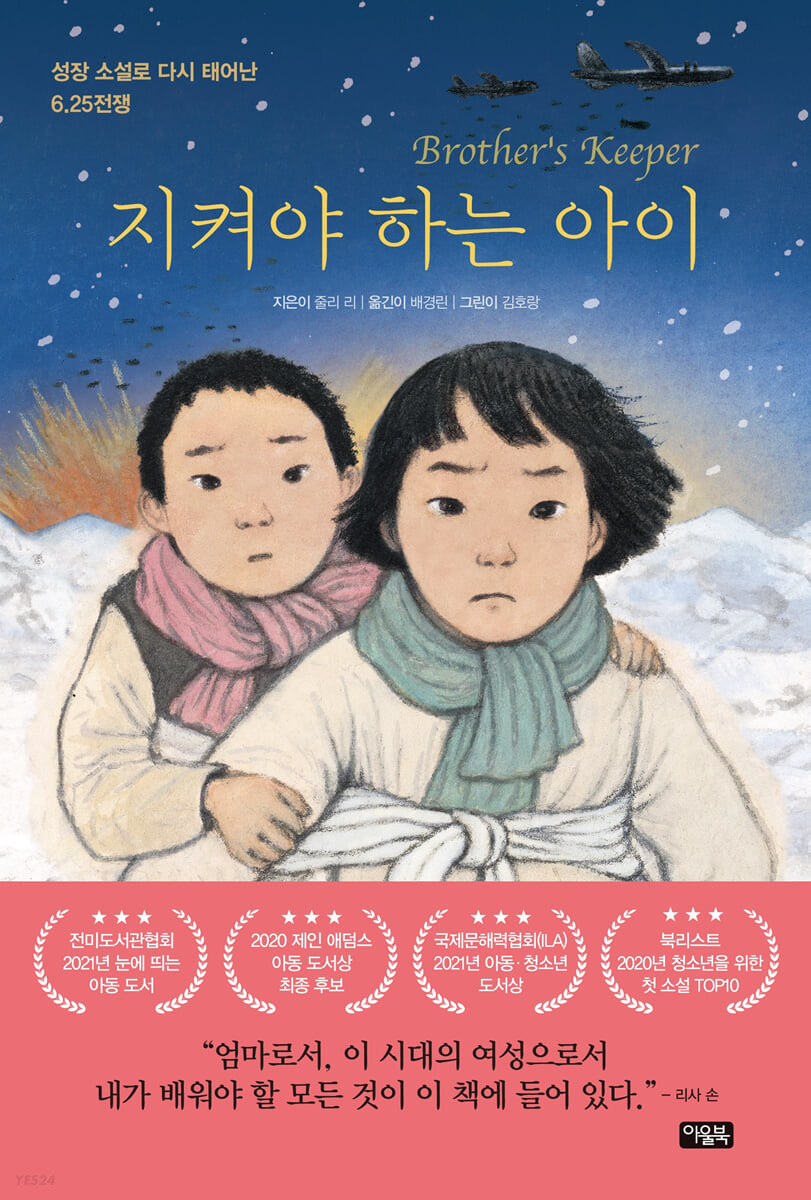 성장 소설로 다시 태어난
6.25전쟁
Brother's Keeper
지켜야 하는 아이
지은이 줄리 리 | 옮긴이 배경린 | 그린이 김호랑
★★★
전미도서관협회
2021년 눈에 띄는
아동 도서
★★★
2020 제인 애덤스
아동 도서상
최종 후보
★★★
국제문해력협회(ILA)
2021년 아동·청소년
도서상
★★★
북리스트
2020년 청소년을 위한
첫 소설 TOP10
“엄마로서, 이 시대의 여성으로서
내가 배워야 할 모든 것이 이 책에 들어 있다.” – 리사 손
아울북
YES24